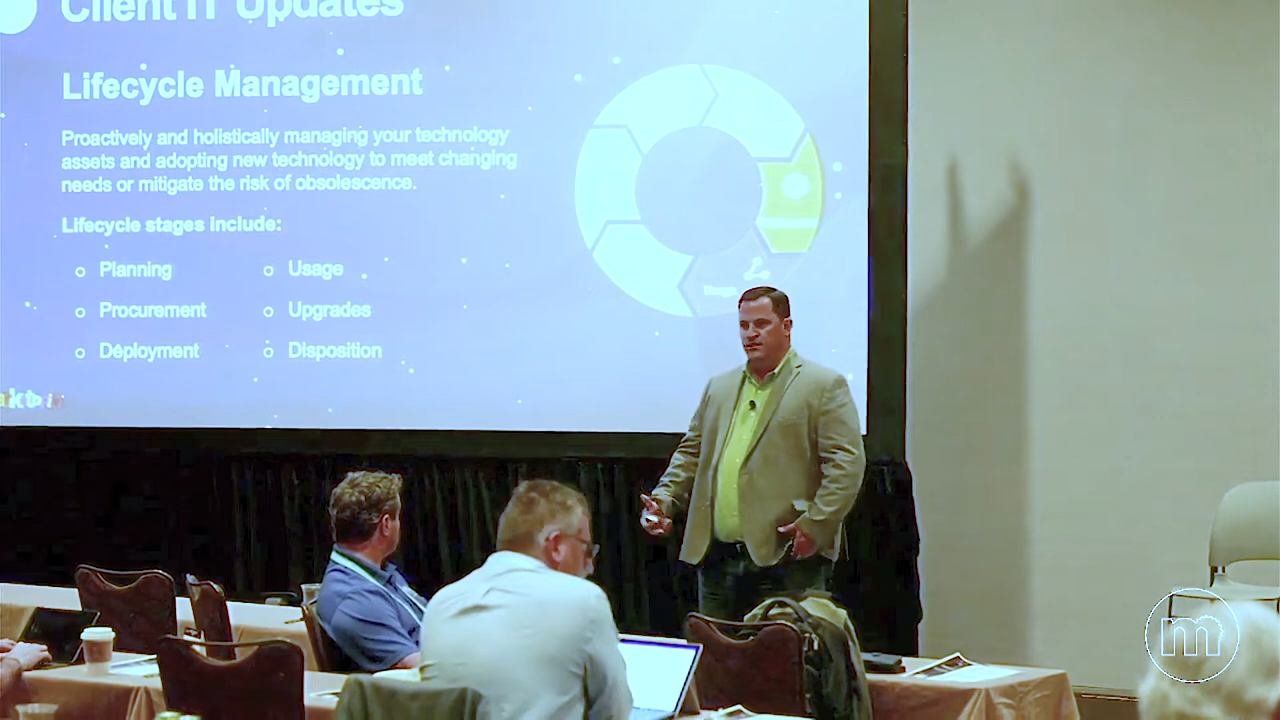 Client IT Updates
Lifecycle Management
Proactively and holistically managing your technology
assets and adopting new technology to meet changing
needs or mitigate the risk of obsolescence.
Lifecycle stages include:
Planning
Usage
Procurement
Upgrades
Deployment
Disposition
m